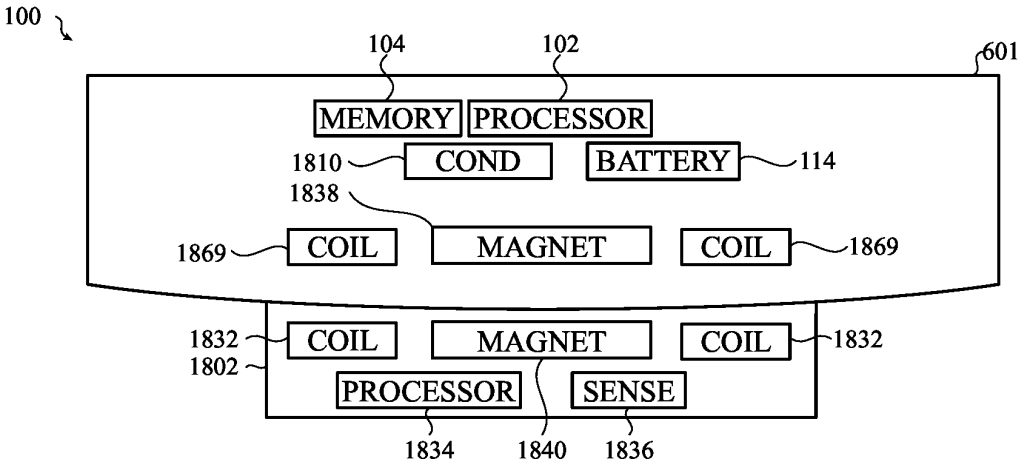 100
104 102
601
MEMORY PROCESSOR
1810 COND BATTERY 114
1838
1869 COIL MAGNET COIL 1869
1832 COIL MAGNET COIL 1832
1802
PROCESSOR SENSE
1834 1840 1836